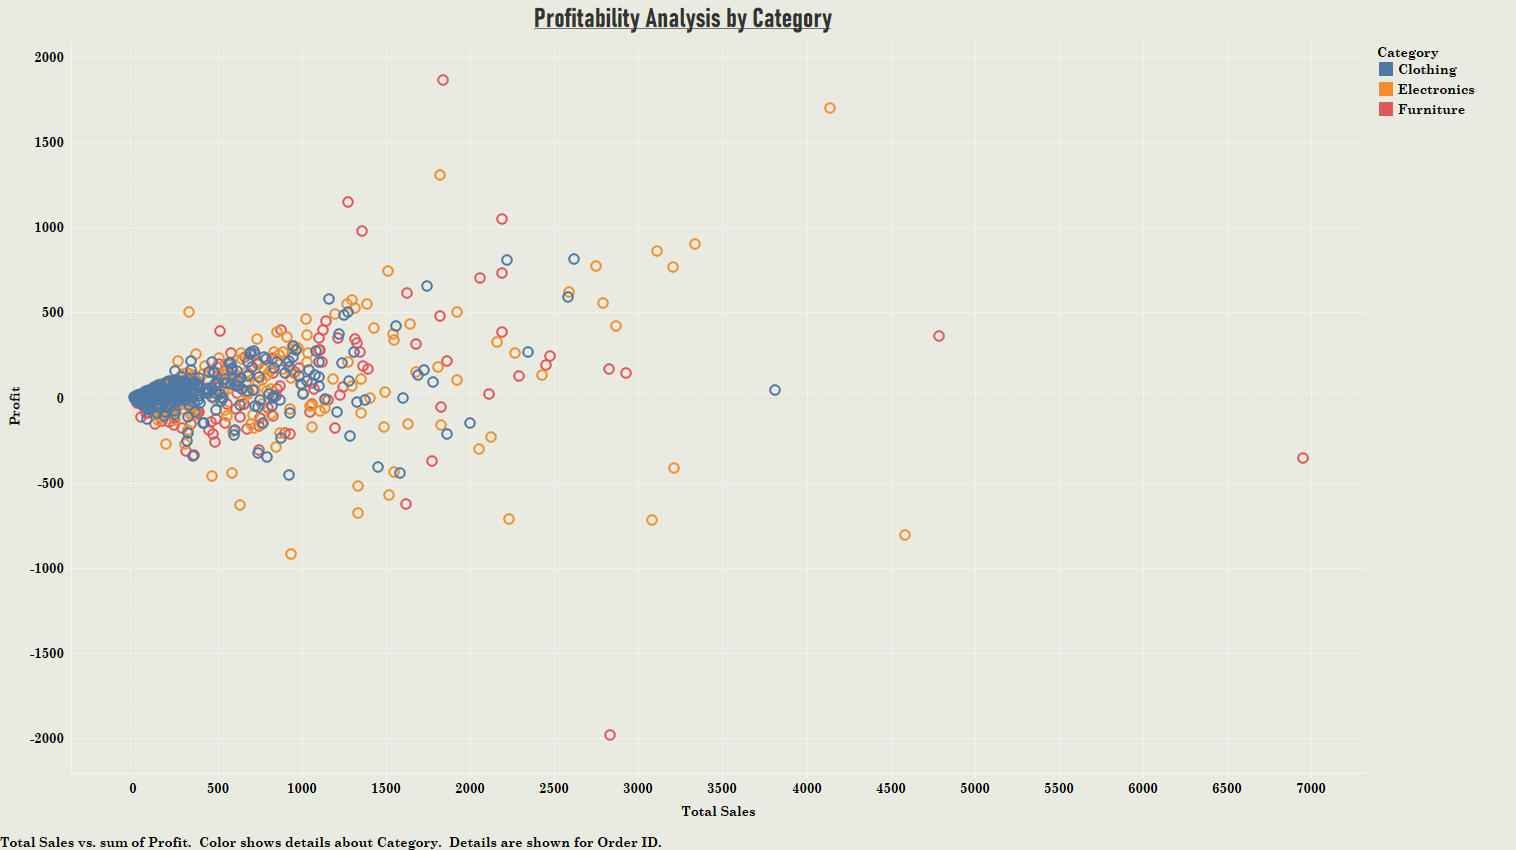 Profitability Analysis by Category
Category
Clothing
Electronics
Furniture
Profit
2000
1500
1000
500
0
-500
-1000
-1500
-2000
0 500 1000 1500 2000 2500 3000 3500 4000 4500 5000 5500 6000 6500 7000
Total Sales
Total Sales vs. sum of Profit.  Color shows details about Category.  Details are shown for Order ID.